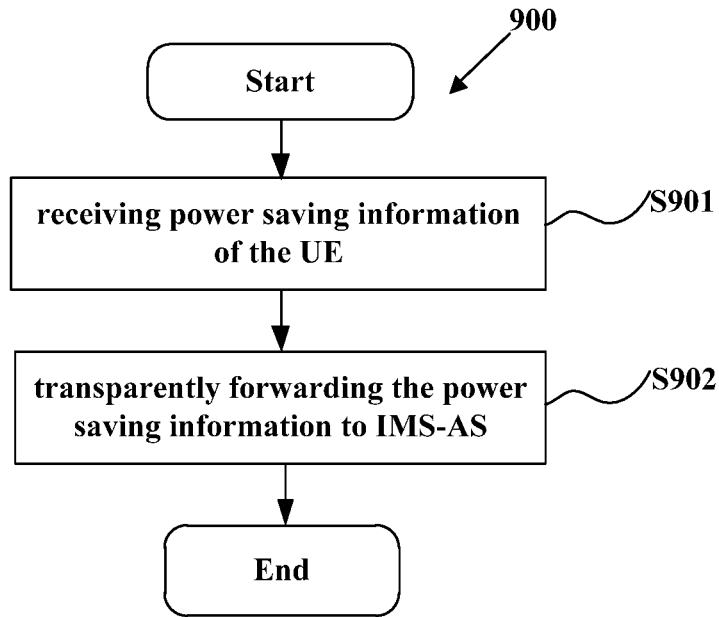 900
Start
receiving power saving information
of the UE
S901
transparently forwarding the power
saving information to IMS-AS
S902
End